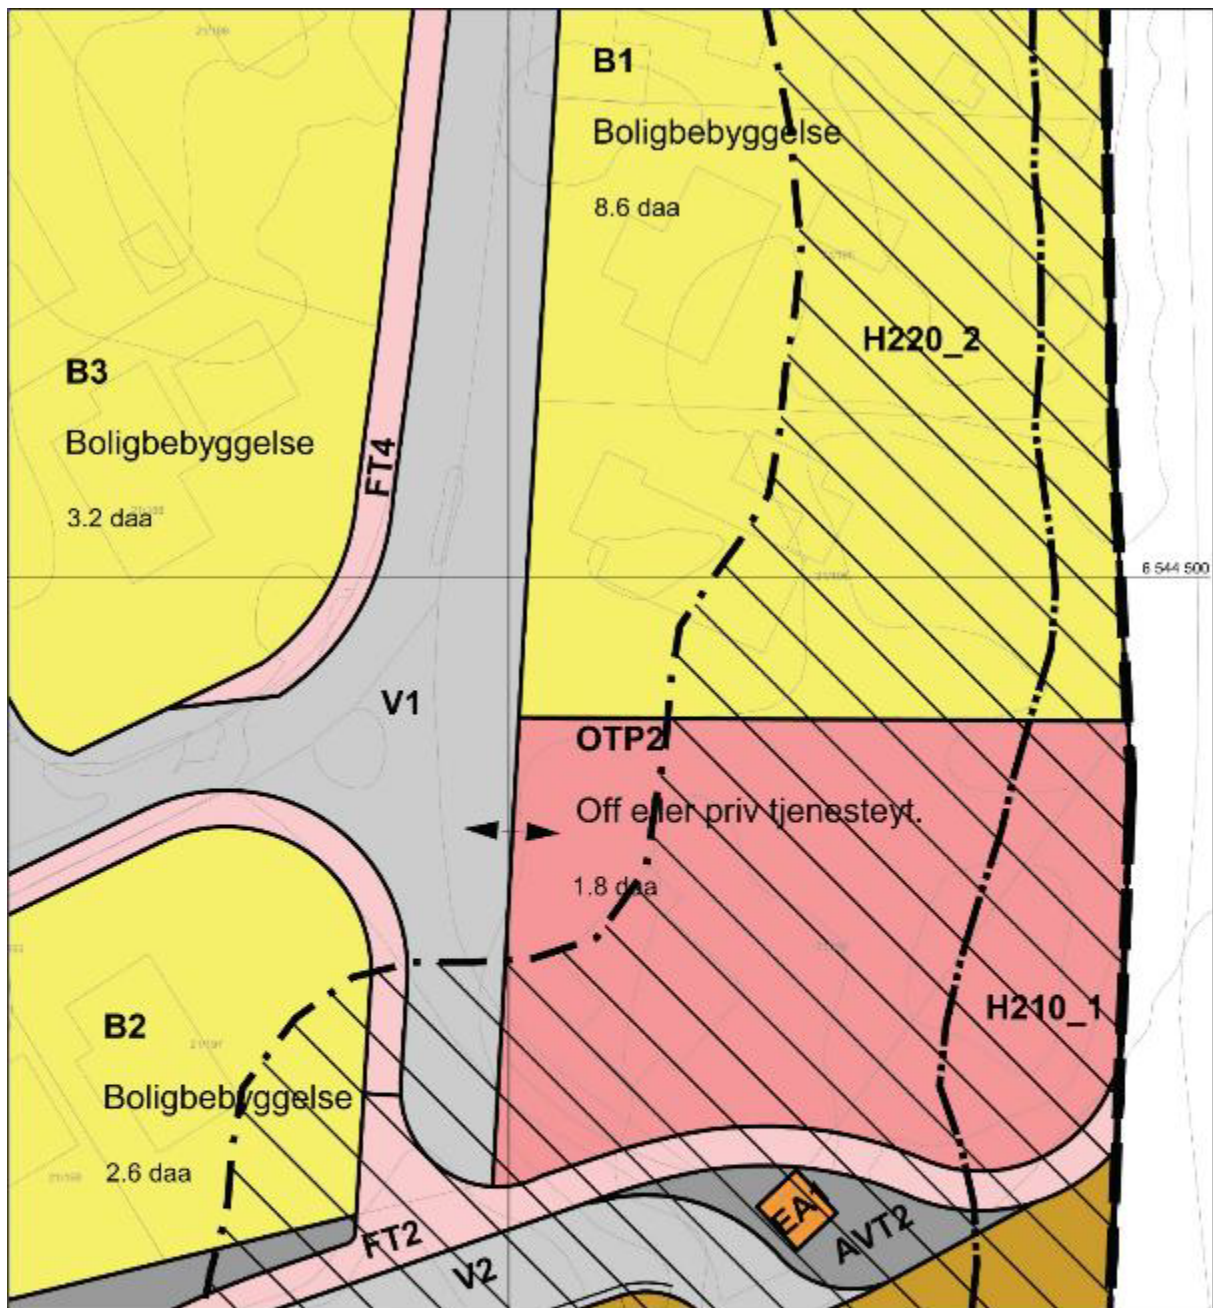 B1
Boligbebyggelse
8.6 daa
H220_2
B3
Boligbebyggelse
3.2 daa
FT4
6 544 500
V1
OTP2
Off eller priv tjenesteyt.
1.8 daa
H210_1
B2
Boligbebyggelse
2.6 daa
EA1
AVT2
FT2
V2